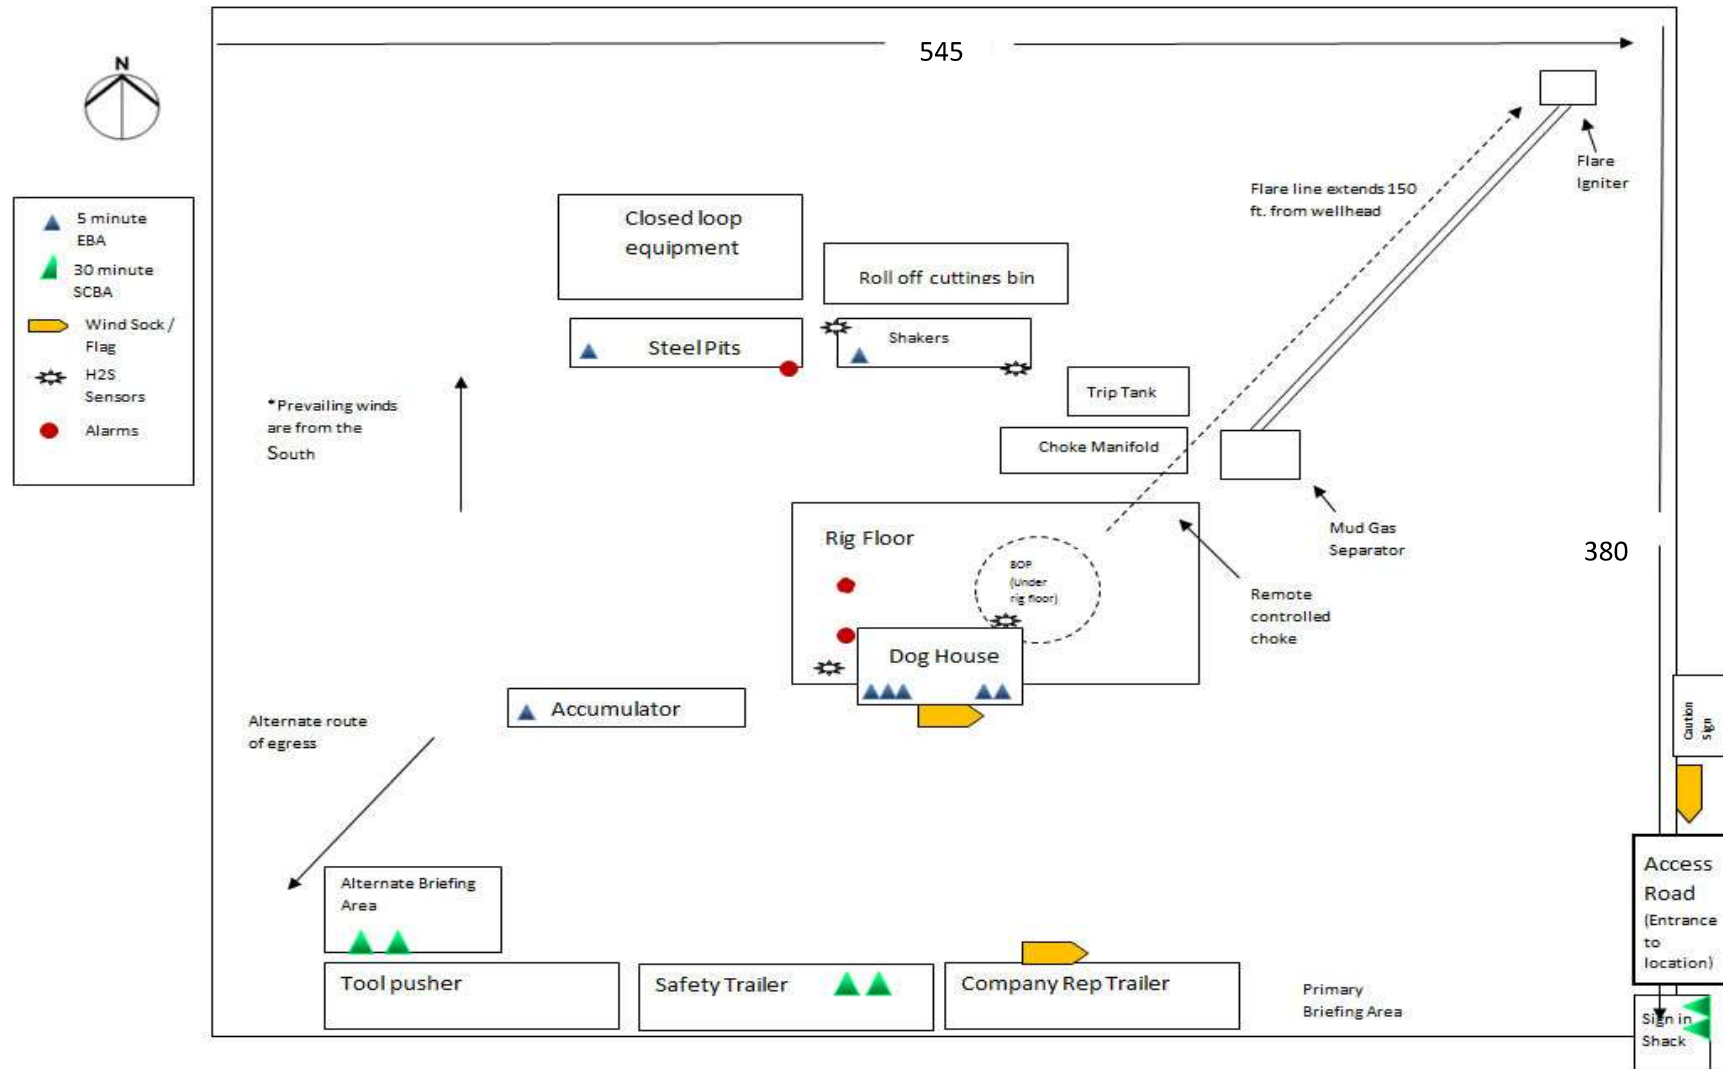 545
N
5 minute
EBA
30 minute
SCBA
Wind Sock /
Flag
H2S
Sensors
Alarms
Flare
Igniter
Flare line extends 150
ft. from wellhead
Closed loop
equipment
Roll off cuttings bin
Steel Pits
Shakers
Trip Tank
*Prevailing winds
are from the
South
Choke Manifold
Mud Gas
Separator
380
Rig Floor
BOP
(Under
rig floor)
Remote
controlled
choke
Dog House
Accumulator
Alternate route
of egress
Caution
Sign
Access
Road
(Entrance
to
location)
Alternate Briefing
Area
Tool pusher
Safety Trailer
Company Rep Trailer
Primary
Briefing Area
Sign in
Shack